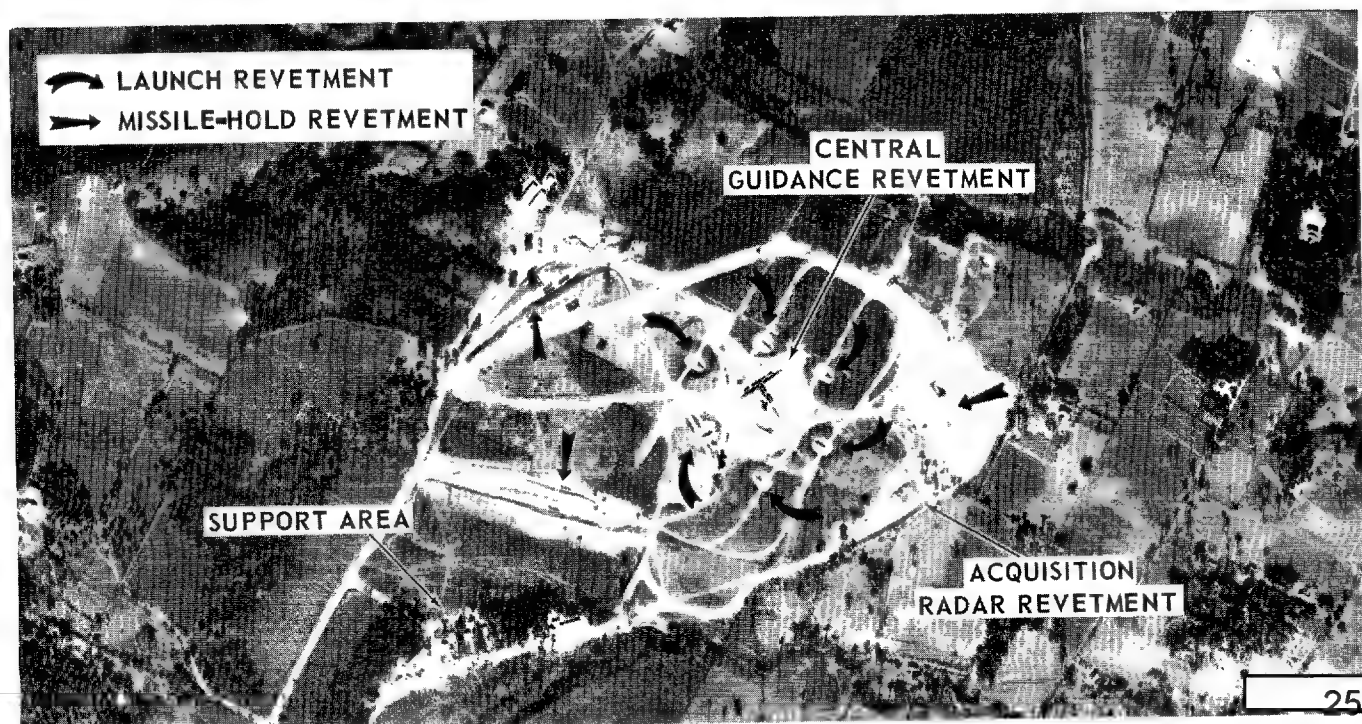 LAUNCH REVETMENT
MISSILE-HOLD REVETMENT
CENTRAL
GUIDANCE REVETMENT
SUPPORT AREA
ACQUISITION
RADAR REVETMENT
25